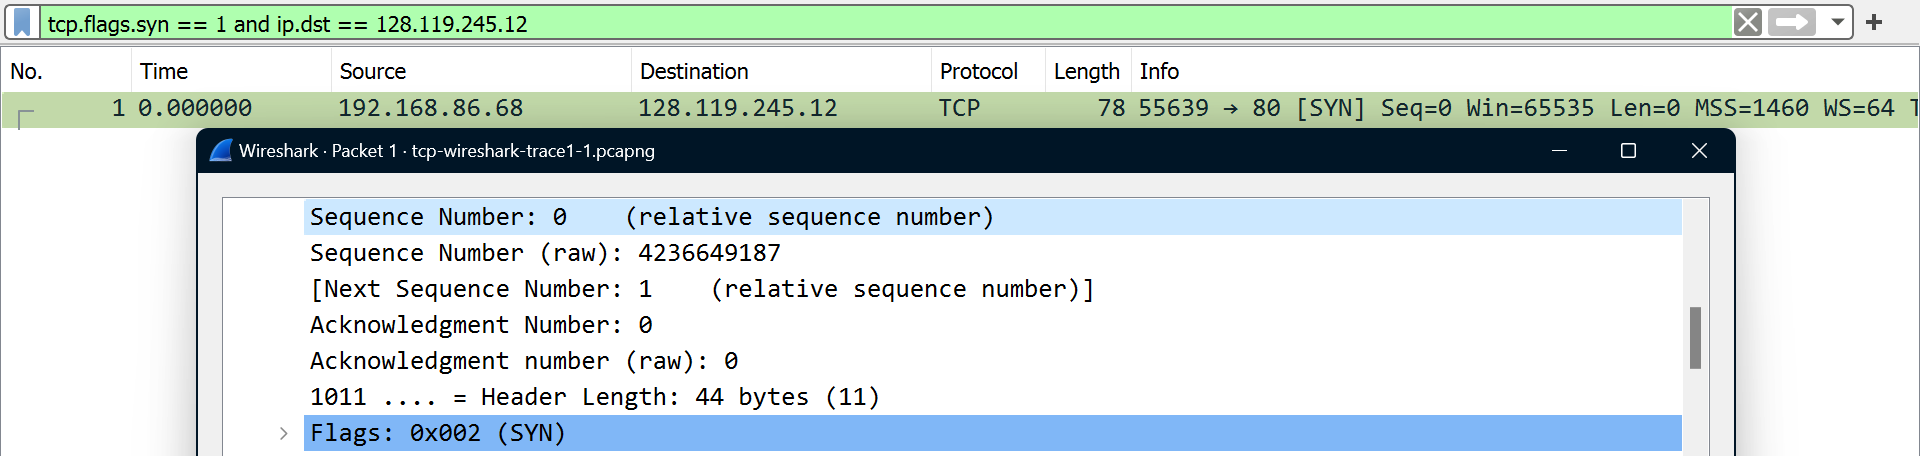 tcp.flags.syn == 1 and ip.dst == 128.119.245.12
No. Time Source Destination Protocol Length Info
1 0.000000 192.168.86.68 128.119.245.12 TCP 78 55639 → 80 [SYN] Seq=0 Win=65535 Len=0 MSS=1460 WS=64 T
Wireshark · Packet 1 · tcp-wireshark-trace1-1.pcapng
Sequence Number: 0    (relative sequence number)
Sequence Number (raw): 4236649187
[Next Sequence Number: 1    (relative sequence number)]
Acknowledgment Number: 0
Acknowledgment number (raw): 0
1011 .... = Header Length: 44 bytes (11)
Flags: 0x002 (SYN)